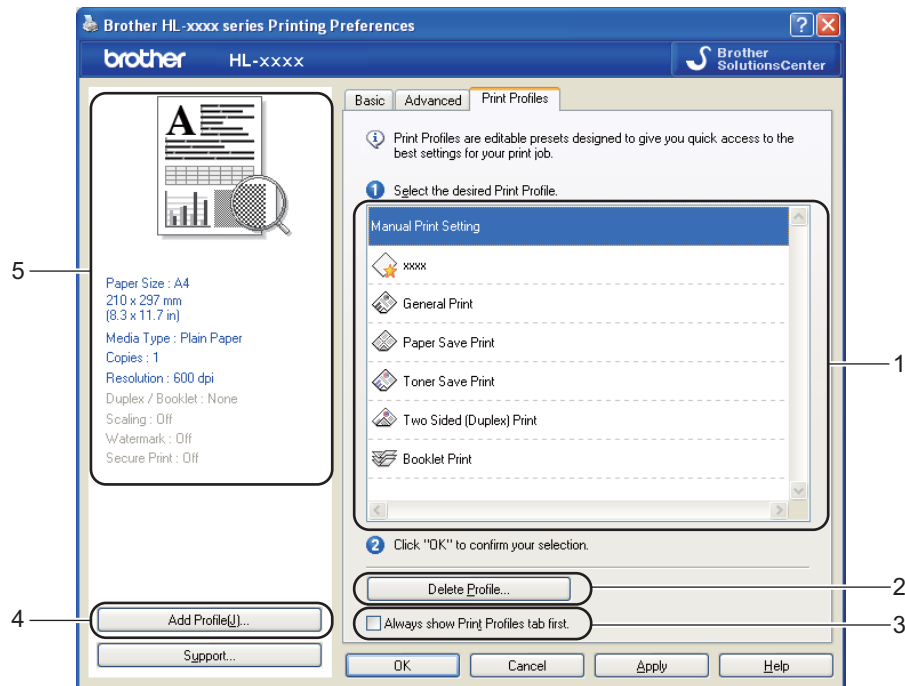 Brother HL-xxxx series Printing Preferences
brother HL-xxxx
Brother
SolutionsCenter
A
Paper Size : A4
210 x 297 mm
(8.3 x 11.7 in)
Media Type : Plain Paper
Copies : 1
Resolution : 600 dpi
Duplex / Booklet : None
Scaling : Off
Watermark : Off
Secure Print : Off
5
Add Profile(J)...
4
Support...
Basic Advanced Print Profiles
Print Profiles are editable presets designed to give you quick access to the
best settings for your print job.
1 Select the desired Print Profile.
Manual Print Setting
xxxx
General Print
Paper Save Print
Toner Save Print
Two Sided (Duplex) Print
Booklet Print
1
2 Click "OK" to confirm your selection.
Delete Profile...
2
Always show Print Profiles tab first.
3
OK Cancel Apply Help